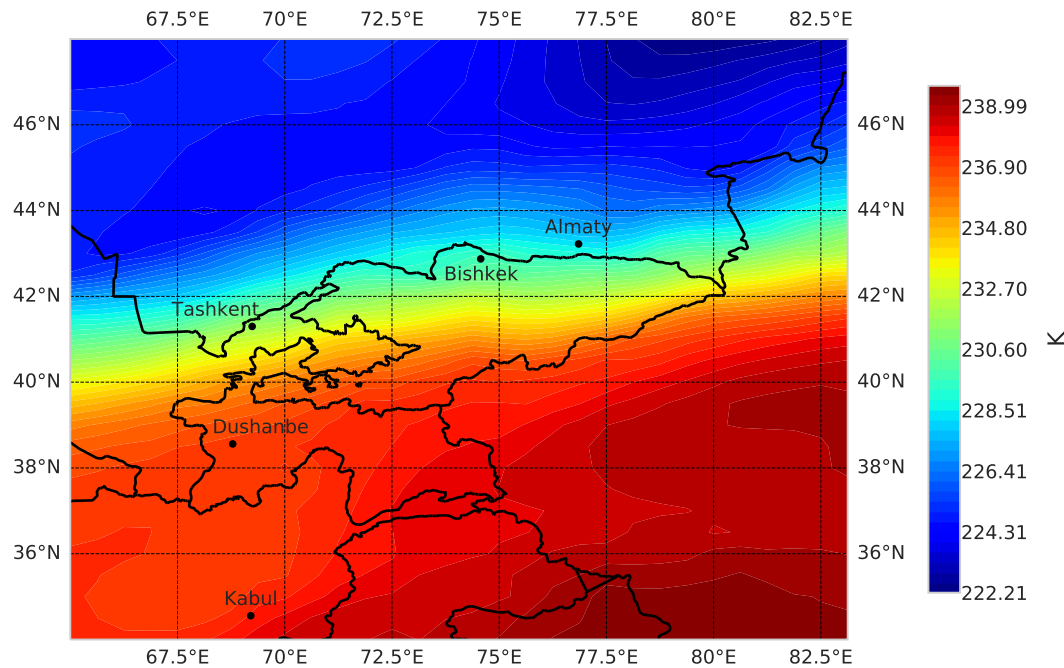 67.5°E 70°E 72.5°E 75°E 77.5°E 80°E 82.5°E
46°N 46°N
44°N 44°N
42°N 42°N
40°N 40°N
38°N 38°N
36°N 36°N
Almaty
Bishkek
Tashkent
Dushanbe
Kabul
67.5°E 70°E 72.5°E 75°E 77.5°E 80°E 82.5°E
238.99
236.90
234.80
232.70
230.60
228.51
226.41
224.31
222.21
K